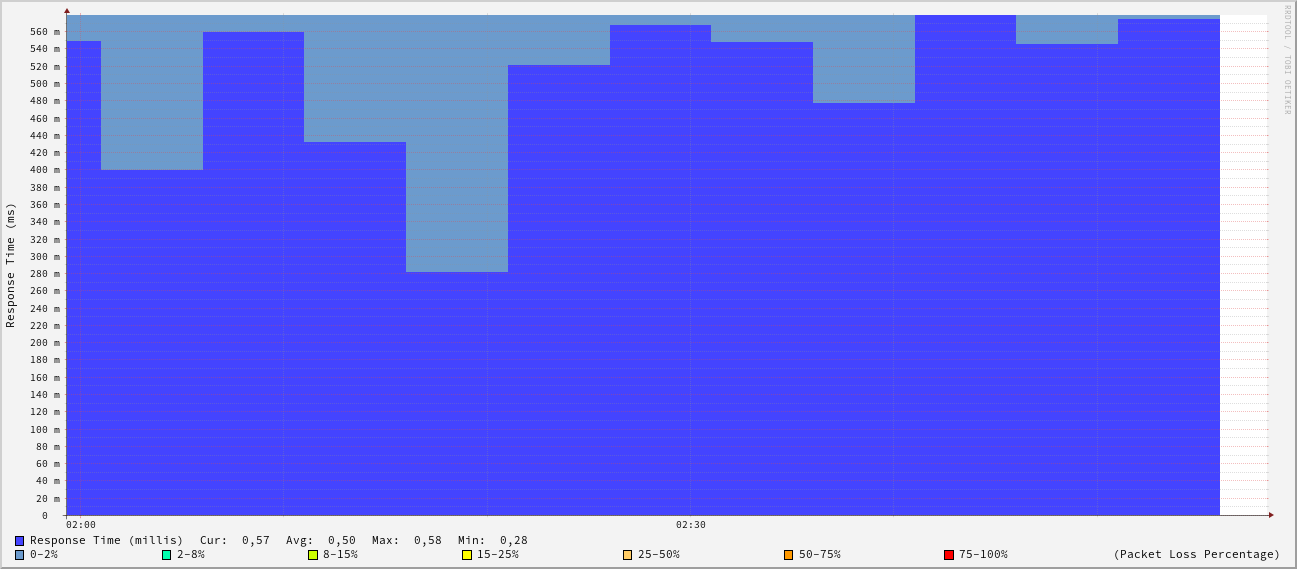 RRDTOOL / TOBI OETIKER
Response Time (ms)
560 m
540 m
520 m
500 m
480 m
460 m
440 m
420 m
400 m
380 m
360 m
340 m
320 m
300 m
280 m
260 m
240 m
220 m
200 m
180 m
160 m
140 m
120 m
100 m
80 m
60 m
40 m
20 m
0
02:00 02:30
Response Time (millis) Cur: 0,57 Avg: 0,50 Max: 0,58 Min: 0,28
0-2% 2-8% 8-15% 15-25% 25-50% 50-75% 75-100% (Packet Loss Percentage)